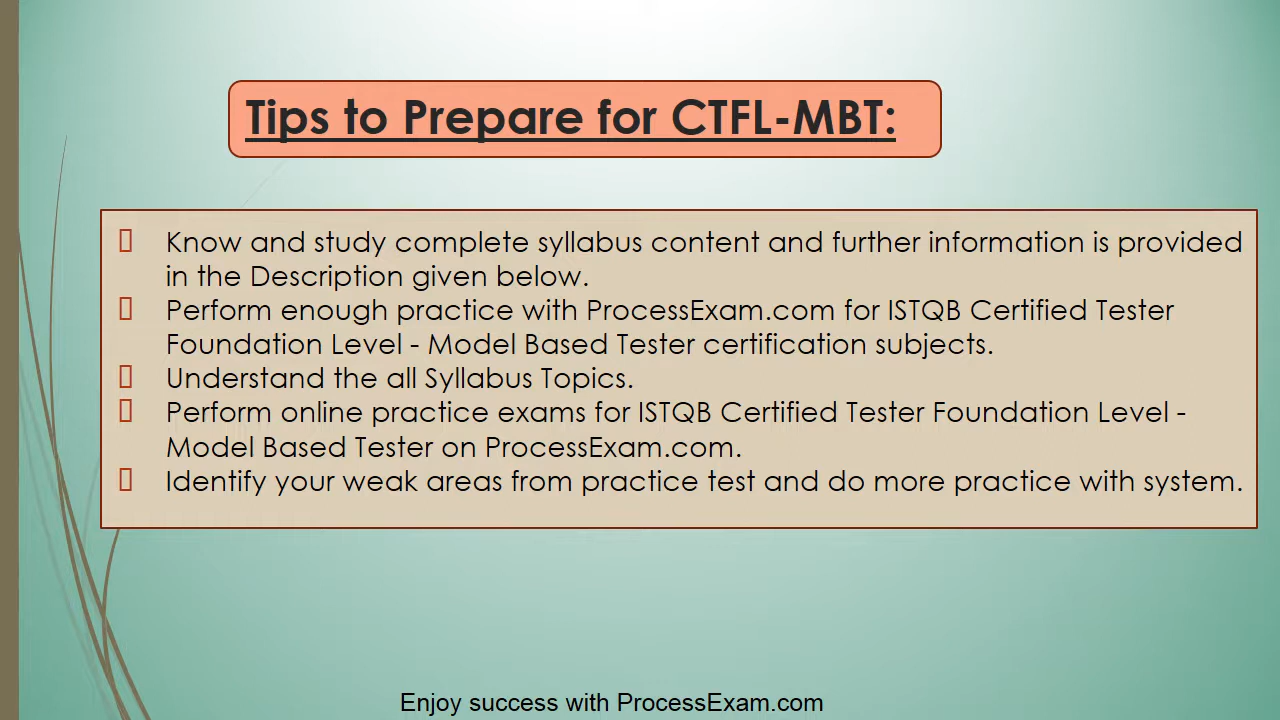 Tips to Prepare for CTFL-MBT:
Know and study complete syllabus content and further information is provided
in the Description given below.
Perform enough practice with ProcessExam.com for ISTQB Certified Tester
Foundation Level - Model Based Tester certification subjects.
Understand the all Syllabus Topics.
Perform online practice exams for ISTQB Certified Tester Foundation Level -
Model Based Tester on ProcessExam.com.
Identify your weak areas from practice test and do more practice with system.
Enjoy success with ProcessExam.com